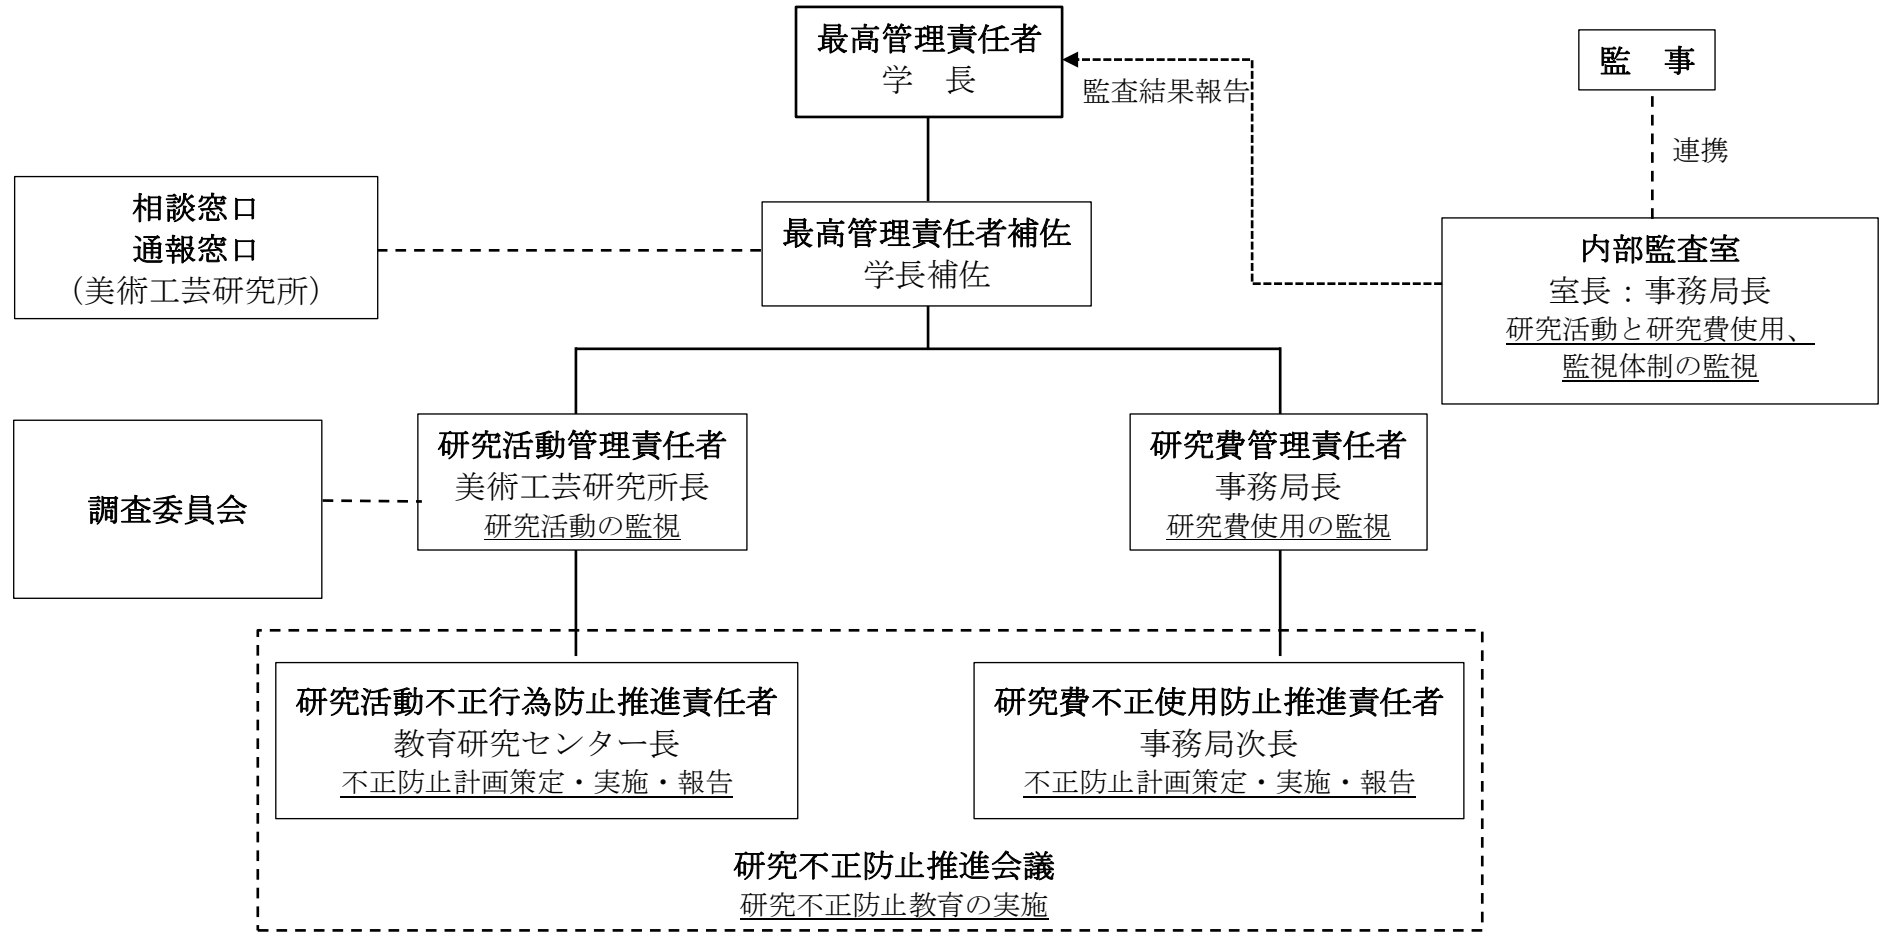 最高管理責任者
学　長
監査結果報告
監　事
連携
相談窓口
通報窓口
（美術工芸研究所）
最高管理責任者補佐
学長補佐
内部監査室
室長：事務局長
研究活動と研究費使用、
監視体制の監視
調査委員会
研究活動管理責任者
美術工芸研究所長
研究活動の監視
研究費管理責任者
事務局長
研究費使用の監視
研究活動不正行為防止推進責任者
教育研究センター長
不正防止計画策定・実施・報告
研究費不正使用防止推進責任者
事務局次長
不正防止計画策定・実施・報告
研究不正防止推進会議
研究不正防止教育の実施